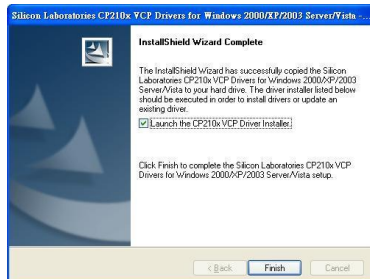 Silicon Laboratories CP210x VCP Drivers for Windows 2000/XP/2003 Server/Vista -...
InstallShield Wizard Complete
The InstallShield Wizard has successfully copied the Silicon
Laboratories CP210x VCP Drivers for Windows 2000/XP/2003
Server/Vista to your hard drive. The driver installer listed below
should be executed in order to install drivers or update an
existing driver.
Launch the CP210x VCP Driver Installer.
Click Finish to complete the Silicon Laboratories CP210x VCP
Drivers for Windows 2000/XP/2003 Server/Vista setup.
< Back Finish Cancel